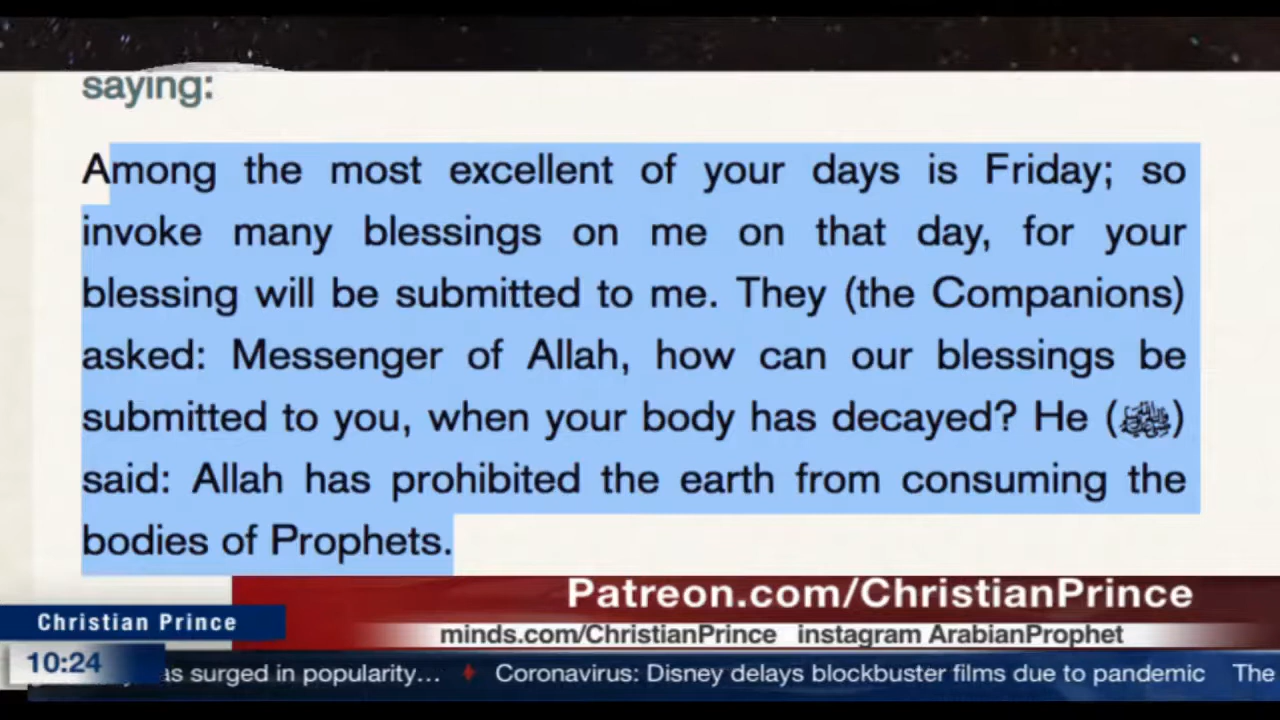 saying:
Among the most excellent of your days is Friday; so
invoke many blessings on me on that day, for your
blessing will be submitted to me. They (the Companions)
asked: Messenger of Allah, how can our blessings be
submitted to you, when your body has decayed? He (ﷺ)
said: Allah has prohibited the earth from consuming the
bodies of Prophets.
Patreon.com/ChristianPrince
Christian Prince
minds.com/ChristianPrince instagram ArabianProphet
10:24
as surged in popularity... ♦ Coronavirus: Disney delays blockbuster films due to pandemic The